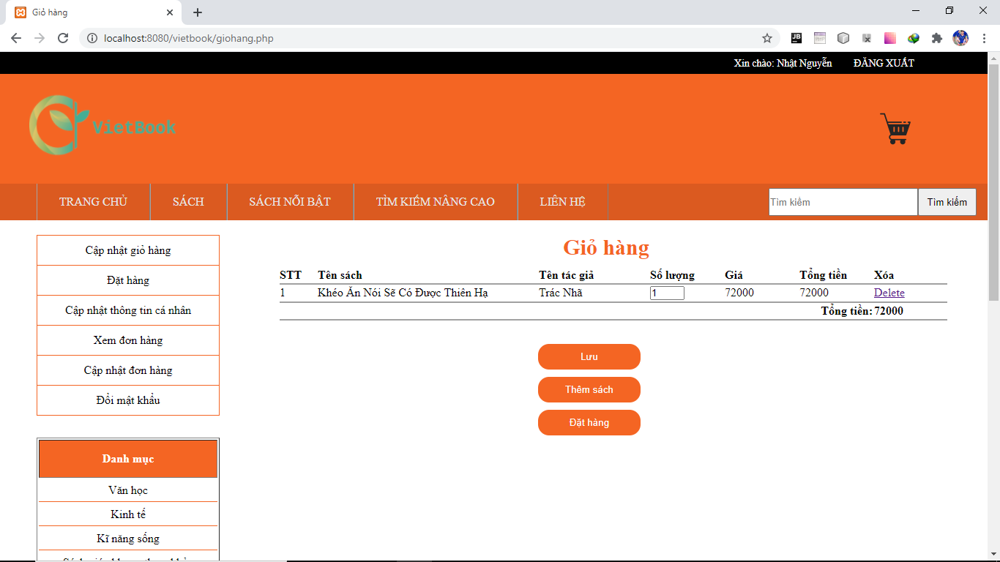 Giỏ hàng
localhost:8080/vietbook/giohang.php
Xin chào: Nhật Nguyễn ĐĂNG XUẤT
VietBook
TRANG CHỦ SÁCH SÁCH NỖI BẬT TÌM KIẾM NÂNG CAO LIÊN HỆ Tìm kiếm Tìm kiếm
Cập nhật giỏ hàng
Đặt hàng
Cập nhật thông tin cá nhân
Xem đơn hàng
Cập nhật đơn hàng
Đổi mật khẩu
Danh mục
Văn học
Kinh tế
Kĩ năng sống
Giỏ hàng
STT Tên sách Tên tác giả Số lượng Giá Tổng tiền Xóa
1 Khéo Ăn Nói Sẽ Có Được Thiên Hạ Trác Nhã 1 72000 72000 Delete
Tổng tiền: 72000
Lưu
Thêm sách
Đặt hàng